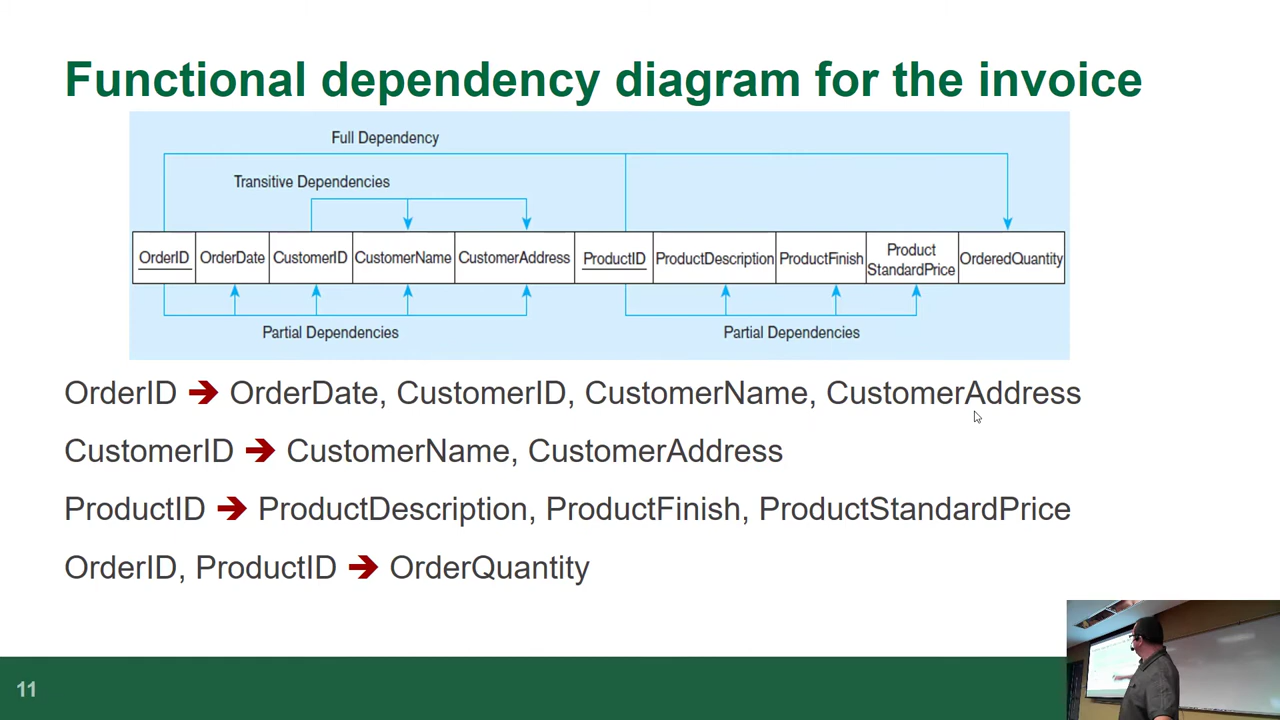 Functional dependency diagram for the invoice
Full Dependency
Transitive Dependencies
OrderID OrderDate CustomerID CustomerName CustomerAddress ProductID ProductDescription ProductFinish Product StandardPrice OrderedQuantity
Partial Dependencies Partial Dependencies
OrderID ➔ OrderDate, CustomerID, CustomerName, CustomerAddress
CustomerID ➔ CustomerName, CustomerAddress
ProductID ➔ ProductDescription, ProductFinish, ProductStandardPrice
OrderID, ProductID ➔ OrderQuantity
11